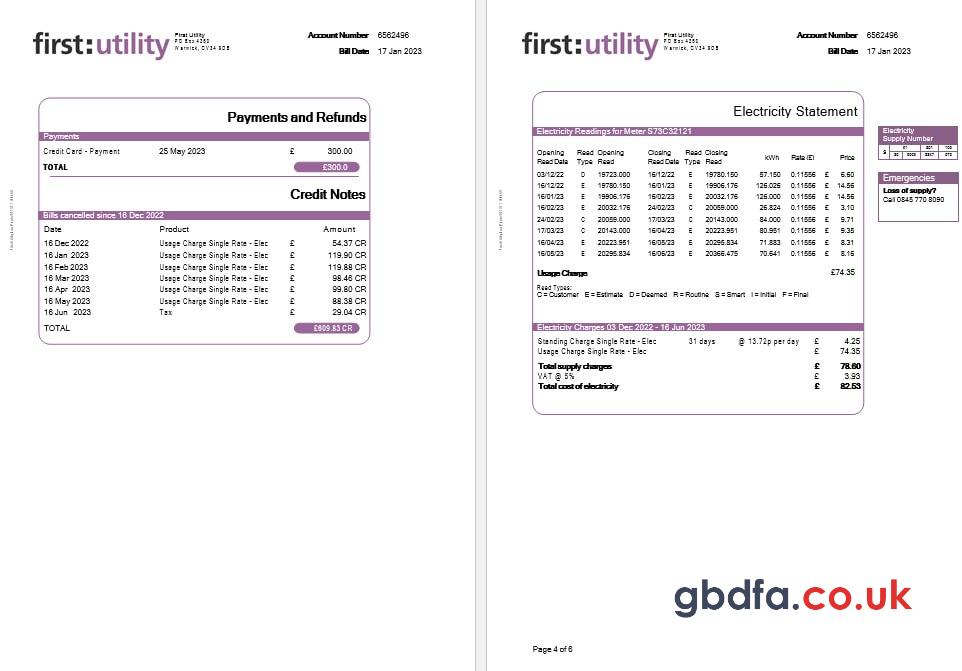 first:utility
First Utility
PO Box 4360
Warwick, CV34 9DB
Account Number 6562496
Bill Date 17 Jan 2023
Payments and Refunds
Payments
Credit Card - Payment 25 May 2023 £ 300.00
TOTAL £300.0
Credit Notes
Bills cancelled since 16 Dec 2022
Date Product Amount
16 Dec 2022 Usage Charge Single Rate - Elec £ 54.37 CR
16 Jan 2023 Usage Charge Single Rate - Elec £ 119.90 CR
16 Feb 2023 Usage Charge Single Rate - Elec £ 119.88 CR
16 Mar 2023 Usage Charge Single Rate - Elec £ 98.46 CR
16 Apr 2023 Usage Charge Single Rate - Elec £ 99.80 CR
16 May 2023 Usage Charge Single Rate - Elec £ 88.38 CR
16 Jun 2023 Tax £ 29.04 CR
TOTAL £609.83 CR
first:utility
First Utility
PO Box 4360
Warwick, CV34 9DB
Account Number 6562496
Bill Date 17 Jan 2023
Electricity Statement
Electricity Readings for Meter S73C32121
Opening Read Opening Closing Read Closing
Read Date Type Read Read Date Type Read kWh Rate (£) Price
03/12/22 C 19723.000 16/12/22 E 19780.150 57.150 0.11556 £ 6.60
16/12/22 E 19780.150 16/01/23 E 19906.176 126.026 0.11556 £ 14.56
16/01/23 E 19906.176 16/02/23 E 20032.176 126.000 0.11556 £ 14.56
16/02/23 E 20032.176 24/02/23 C 20059.000 26.824 0.11556 £ 3.10
24/02/23 C 20059.000 17/03/23 C 20143.000 84.000 0.11556 £ 9.71
17/03/23 C 20143.000 16/04/23 E 20223.951 80.951 0.11556 £ 9.35
16/04/23 E 20223.951 16/05/23 E 20295.834 71.883 0.11556 £ 8.31
16/05/23 E 20295.834 16/06/23 E 20366.475 70.641 0.11556 £ 8.16
Usage Charge £74.35
Read Types:
C = Customer E = Estimate D = Deemed R = Routine S = Smart I = Initial F = Final
Electricity Charges 03 Dec 2022 - 16 Jun 2023
Standing Charge Single Rate - Elec 31 days @ 13.72p per day £ 4.25
Usage Charge Single Rate - Elec £ 74.35
Total supply charges £ 78.60
VAT @ 5% £ 3.93
Total cost of electricity £ 82.53
Electricity
Supply Number
S 01 801 100
Emergencies
Loss of supply?
Call 0845 770 8090
gbdfa.co.uk
Page 4 of 6